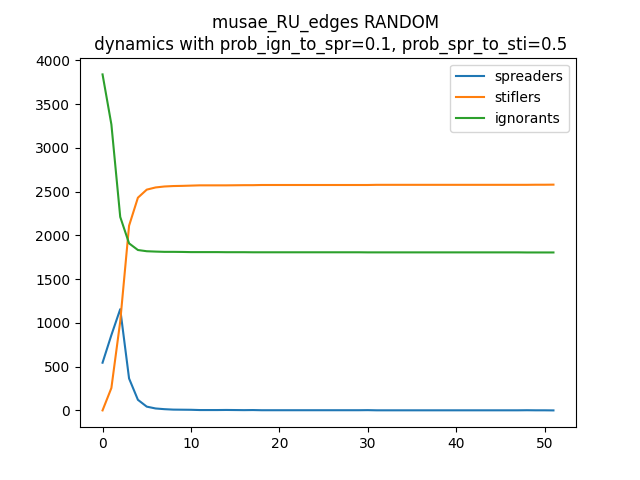 musae_RU_edges RANDOM
dynamics with prob_ign_to_spr=0.1, prob_spr_to_sti=0.5
4000
3500
3000
2500
2000
1500
1000
500
0
spreaders
stiflers
ignorants
0 10 20 30 40 50